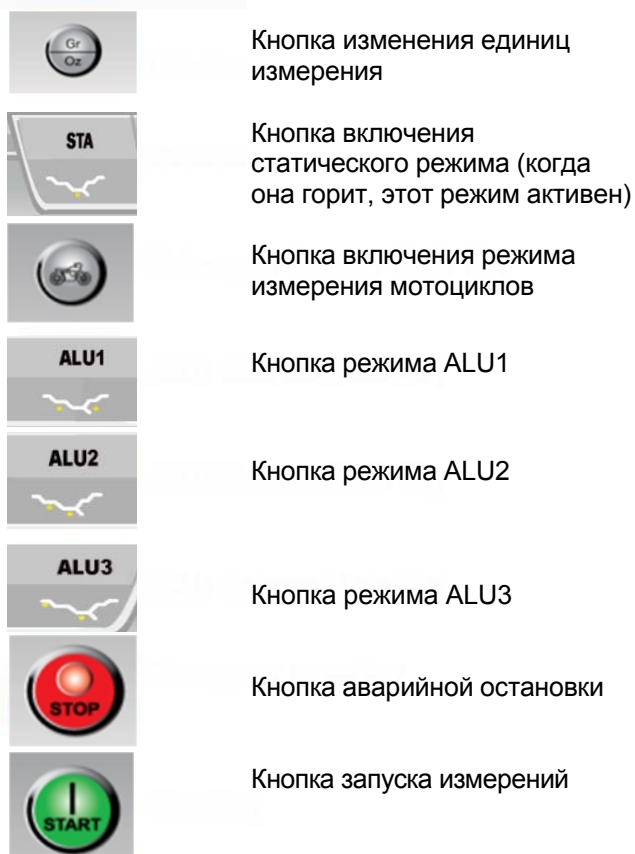 Gr
Oz
Кнопка изменения единиц
измерения
STA
Кнопка включения
статического режима (когда
она горит, этот режим активен)
Кнопка включения режима
измерения мотоциклов
ALU1
Кнопка режима ALU1
ALU2
Кнопка режима ALU2
ALU3
Кнопка режима ALU3
STOP
Кнопка аварийной остановки
START
Кнопка запуска измерений